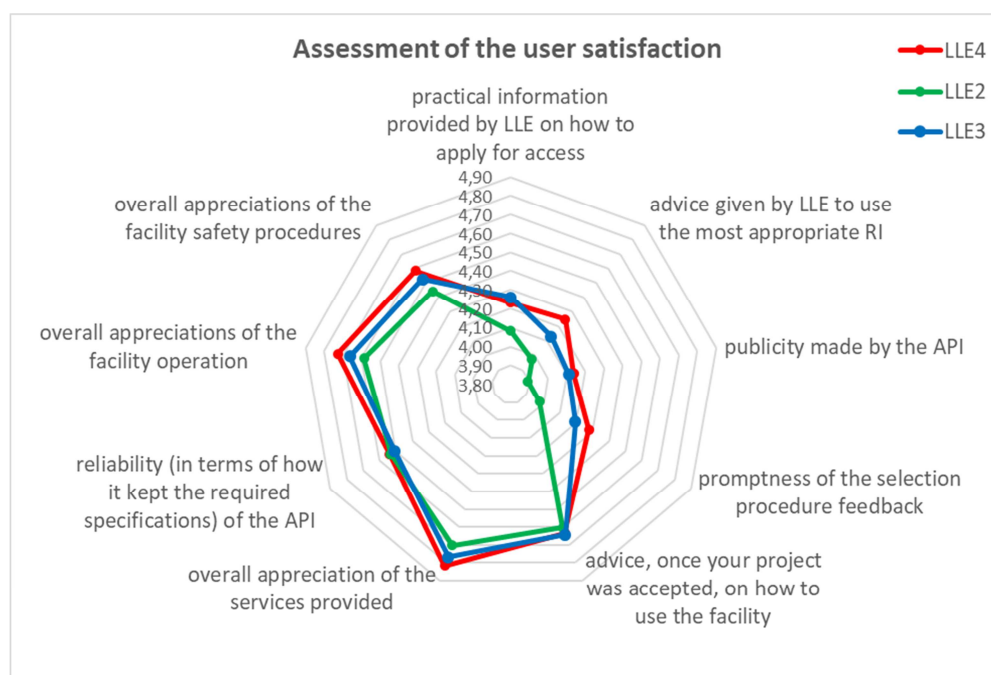 Assessment of the user satisfaction
LLE4
LLE2
LLE3
practical information
provided by LLE on how to
apply for access
4,90
4,80
4,70
4,60
4,50
4,40
4,30
4,20
4,10
4,00
3,90
3,80
advice given by LLE to use
the most appropriate RI
publicity made by the API
promptness of the selection
procedure feedback
advice, once your project
was accepted, on how to
use the facility
overall appreciation of the
services provided
reliability (in terms of how
it kept the required
specifications) of the API
overall appreciations of the
facility operation
overall appreciations of the
facility safety procedures